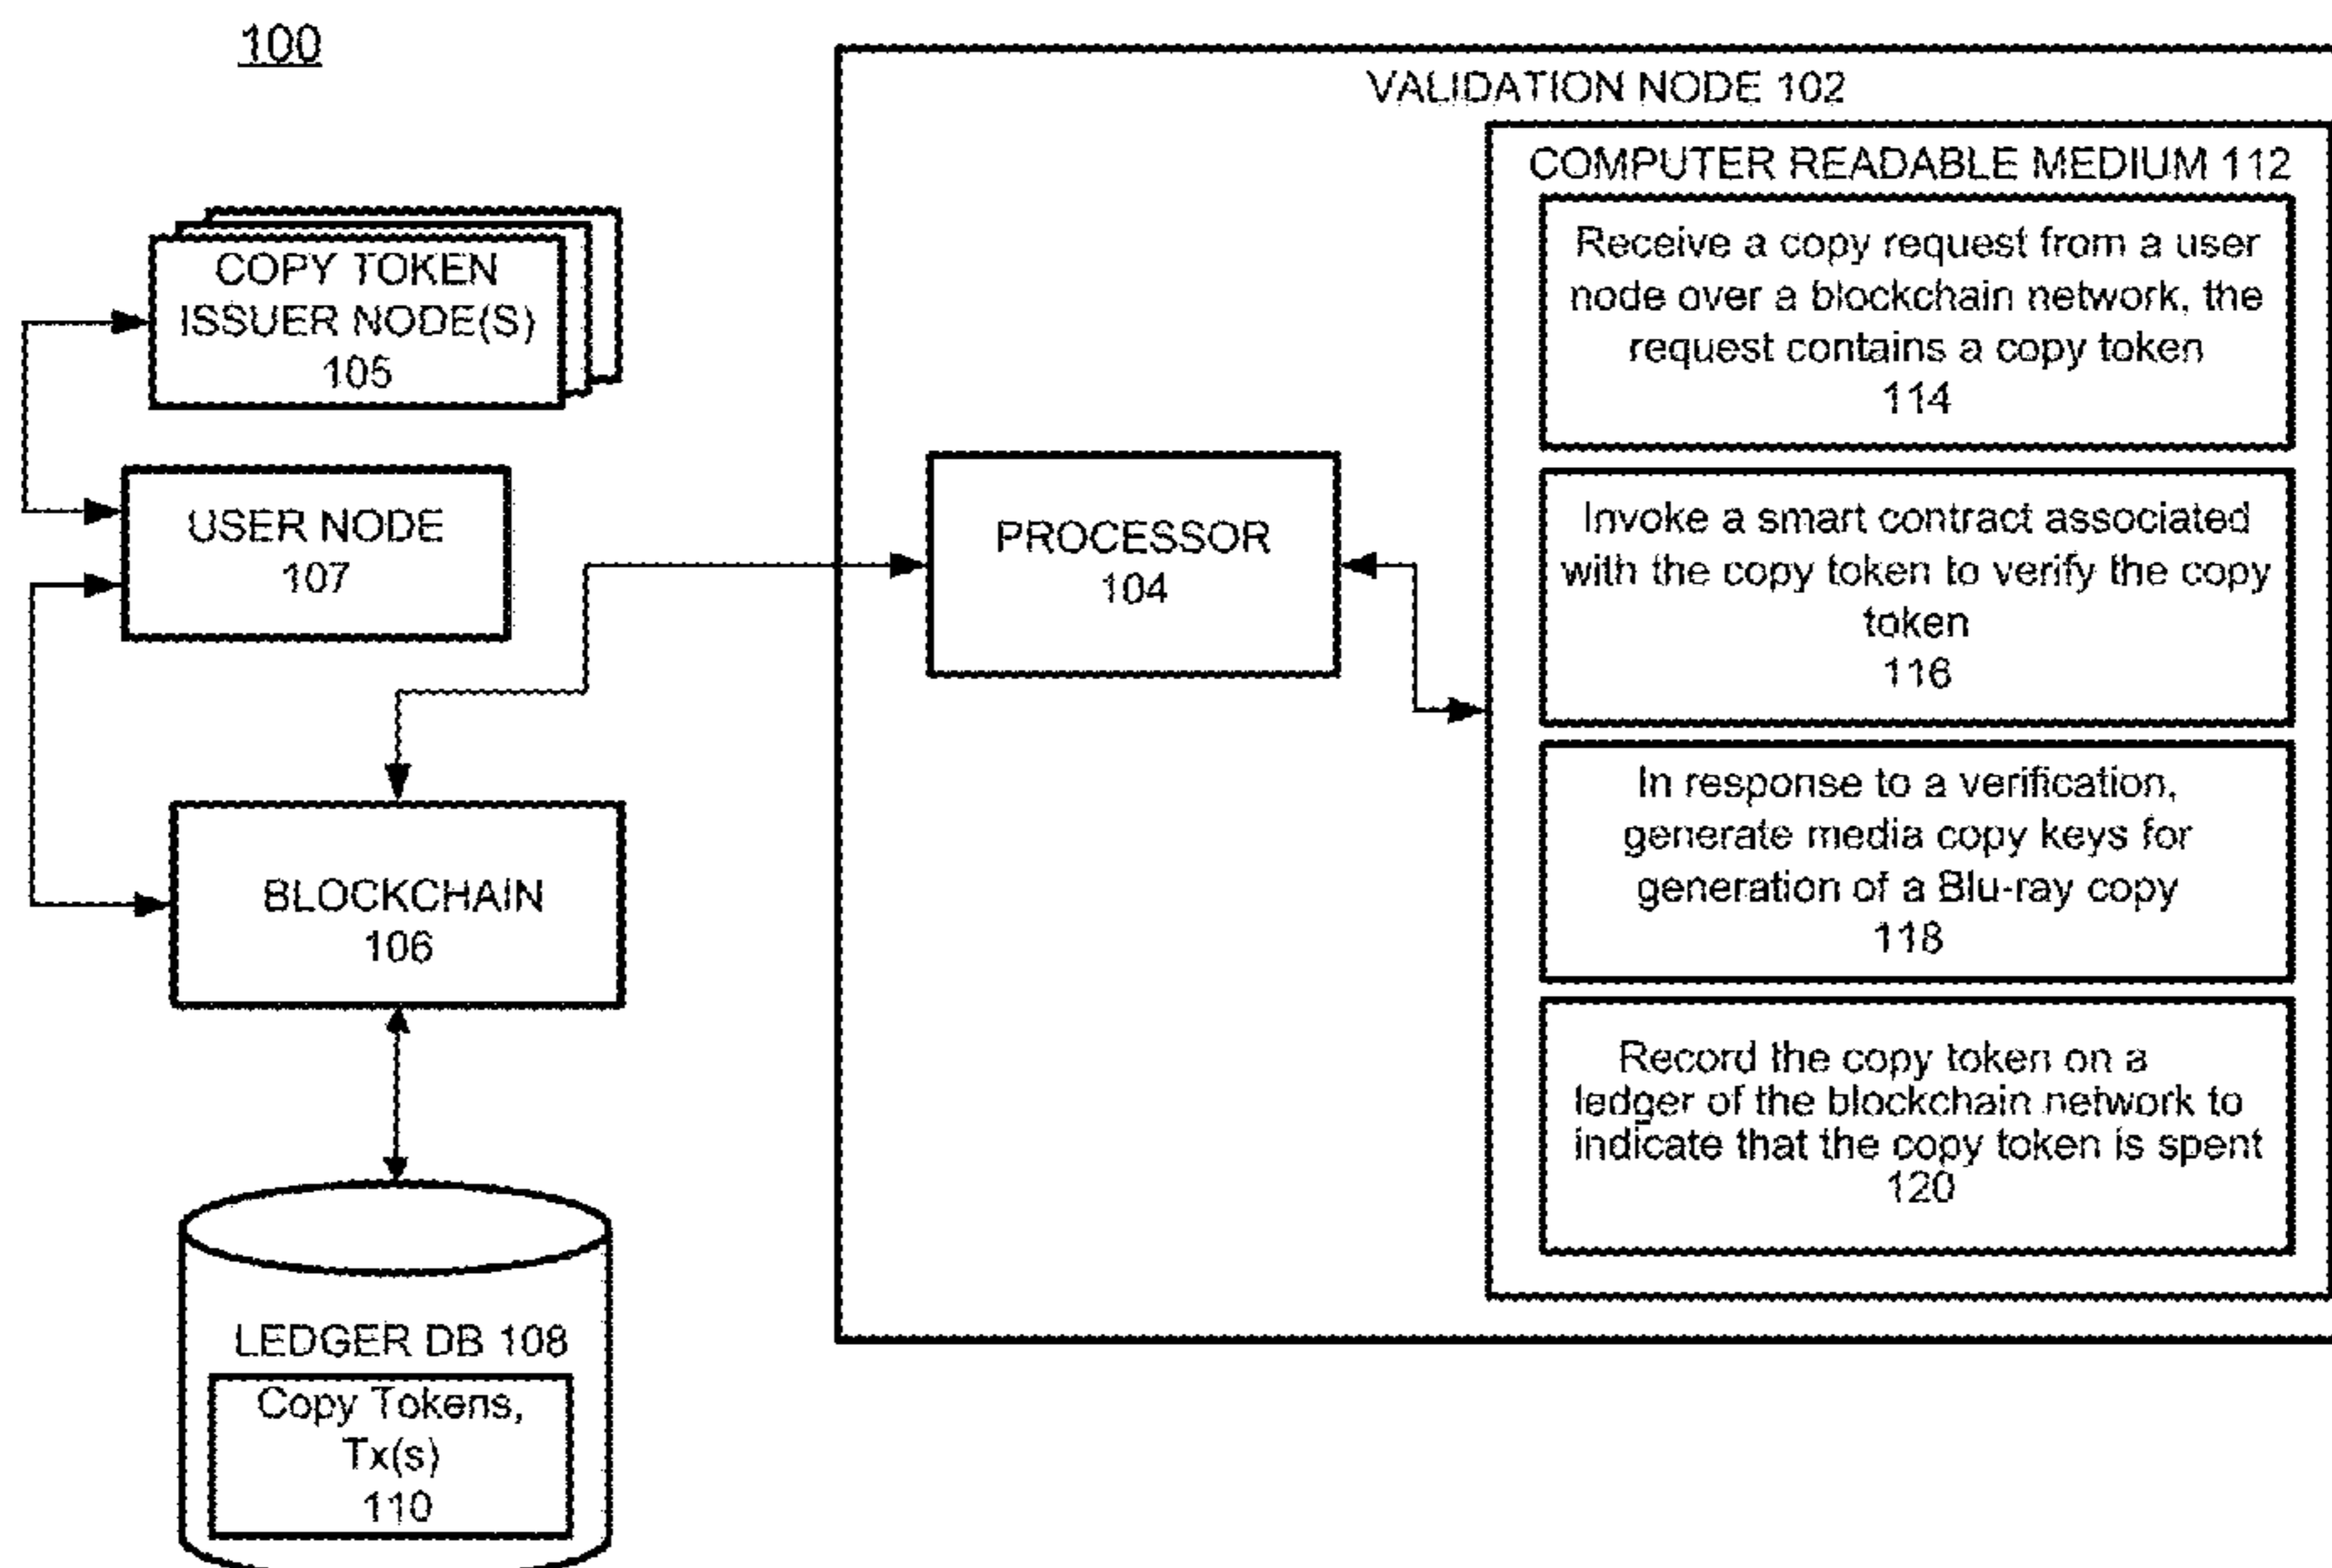 100
VALIDATION NODE 102
COMPUTER READABLE MEDIUM 112
COPY TOKEN
ISSUER NODE(S)
105
USER NODE
107
PROCESSOR
104
BLOCKCHAIN
106
LEDGER DB 108
Copy Tokens,
Tx(s)
110
Receive a copy request from a user
node over a blockchain network, the
request contains a copy token
114
Invoke a smart contract associated
with the copy token to verify the copy
token
116
In response to a verification,
generate media copy keys for
generation of a Blu-ray copy
118
Record the copy token on a
ledger of the blockchain network to
indicate that the copy token is spent
120